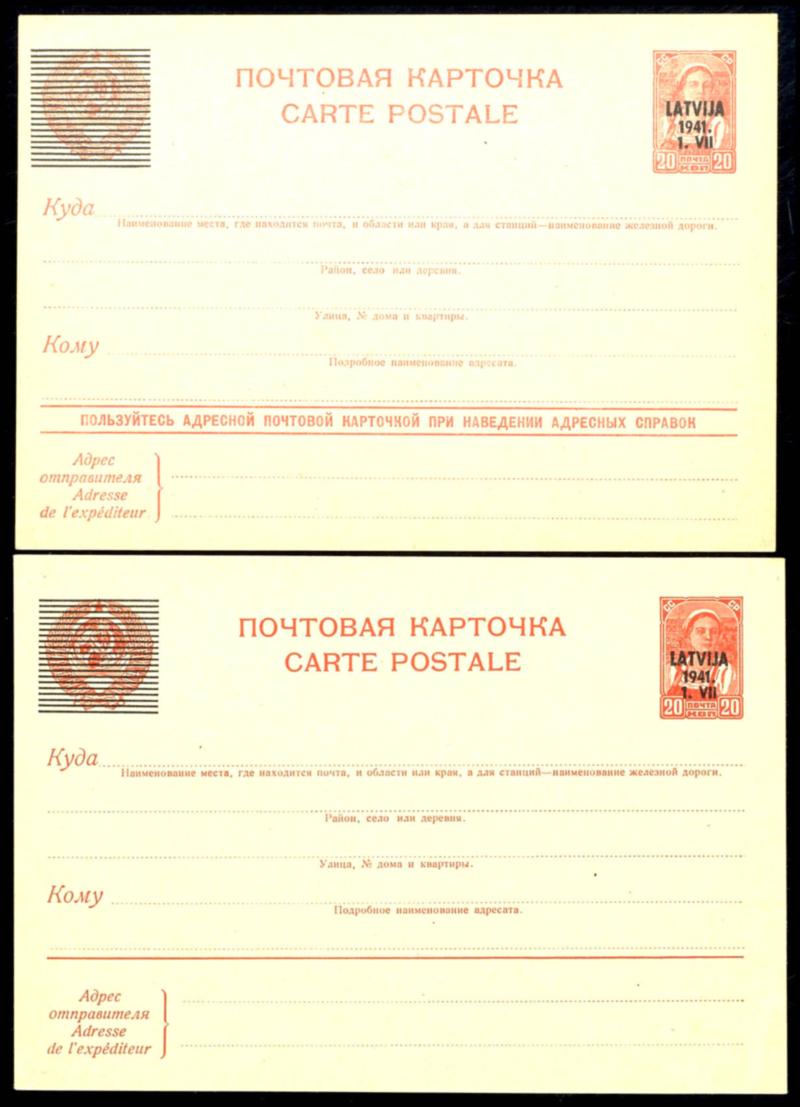 ПОЧТОВАЯ КАРТОЧКА
CARTE POSTALE
СС СР
LATVIJA
1941.
1. VII
20 ПОЧТА 20
КОП
Куда
Наименование места, где находится почта, и области или края, а для станций—наименование железной дороги.
Район, село или деревня.
Улица, № дома и квартиры.
Кому
Подробное наименование адресата.
ПОЛЬЗУЙТЕСЬ АДРЕСНОЙ ПОЧТОВОЙ КАРТОЧКОЙ ПРИ НАВЕДЕНИИ АДРЕСНЫХ СПРАВОК
Адрес
отправителя
Adresse
de l'expéditeur
ПОЧТОВАЯ КАРТОЧКА
CARTE POSTALE
СС СР
LATVIJA
1941.
1. VII
20 ПОЧТА 20
КОП
Куда
Наименование места, где находится почта, и области или края, а для станций—наименование железной дороги.
Район, село или деревня.
Улица, № дома и квартиры.
Кому
Подробное наименование адресата.
Адрес
отправителя
Adresse
de l'expéditeur